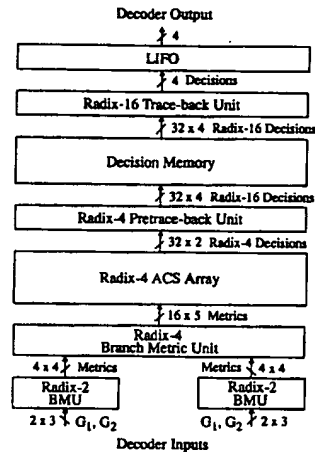 Decoder Output
4
LIFO
4 Decisions
Radix-16 Trace-back Unit
32 x 4 Radix-16 Decisions
Decision Memory
32 x 4 Radix-16 Decisions
Radix-4 Pretrace-back Unit
32 x 2 Radix-4 Decisions
Radix-4 ACS Array
16 x 5 Metrics
Radix-4
Branch Metric Unit
4 x 4 Metrics Metrics 4 x 4
Radix-2 Radix-2
BMU BMU
2 x 3 G₁, G₂ G₁, G₂ 2 x 3
Decoder Inputs